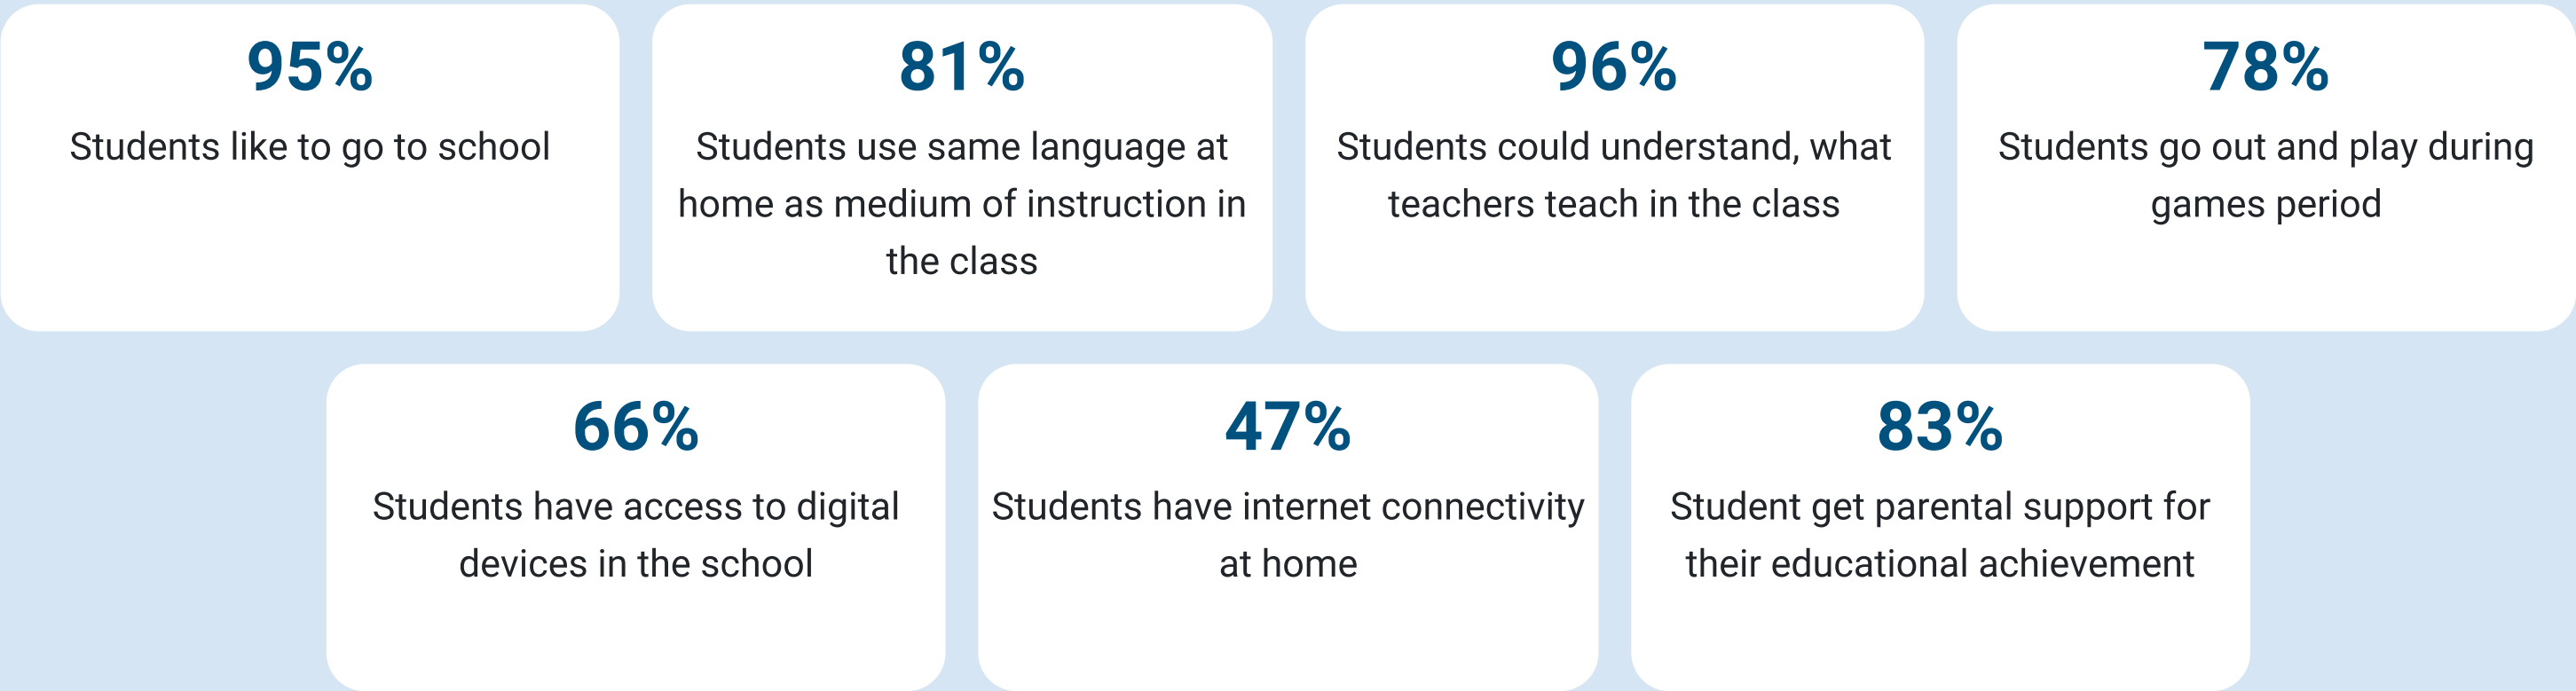 95%
Students like to go to school
81%
Students use same language at
home as medium of instruction in
the class
96%
Students could understand, what
teachers teach in the class
78%
Students go out and play during
games period
66%
Students have access to digital
devices in the school
47%
Students have internet connectivity
at home
83%
Student get parental support for
their educational achievement